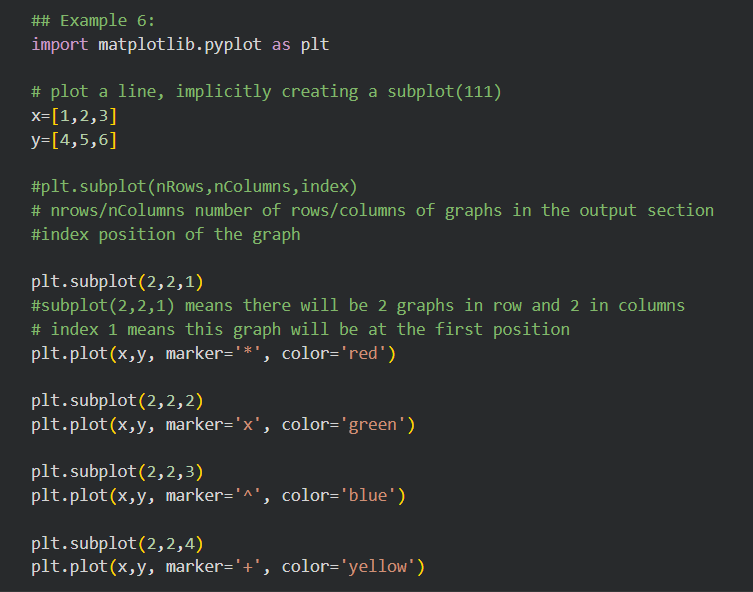 ## Example 6:
import matplotlib.pyplot as plt
# plot a line, implicitly creating a subplot(111)
x=[1,2,3]
y=[4,5,6]
#plt.subplot(nRows,nColumns,index)
# nrows/nColumns number of rows/columns of graphs in the output section
#index position of the graph
plt.subplot(2,2,1)
#subplot(2,2,1) means there will be 2 graphs in row and 2 in columns
# index 1 means this graph will be at the first position
plt.plot(x,y, marker='*', color='red')
plt.subplot(2,2,2)
plt.plot(x,y, marker='x', color='green')
plt.subplot(2,2,3)
plt.plot(x,y, marker='^', color='blue')
plt.subplot(2,2,4)
plt.plot(x,y, marker='+', color='yellow')